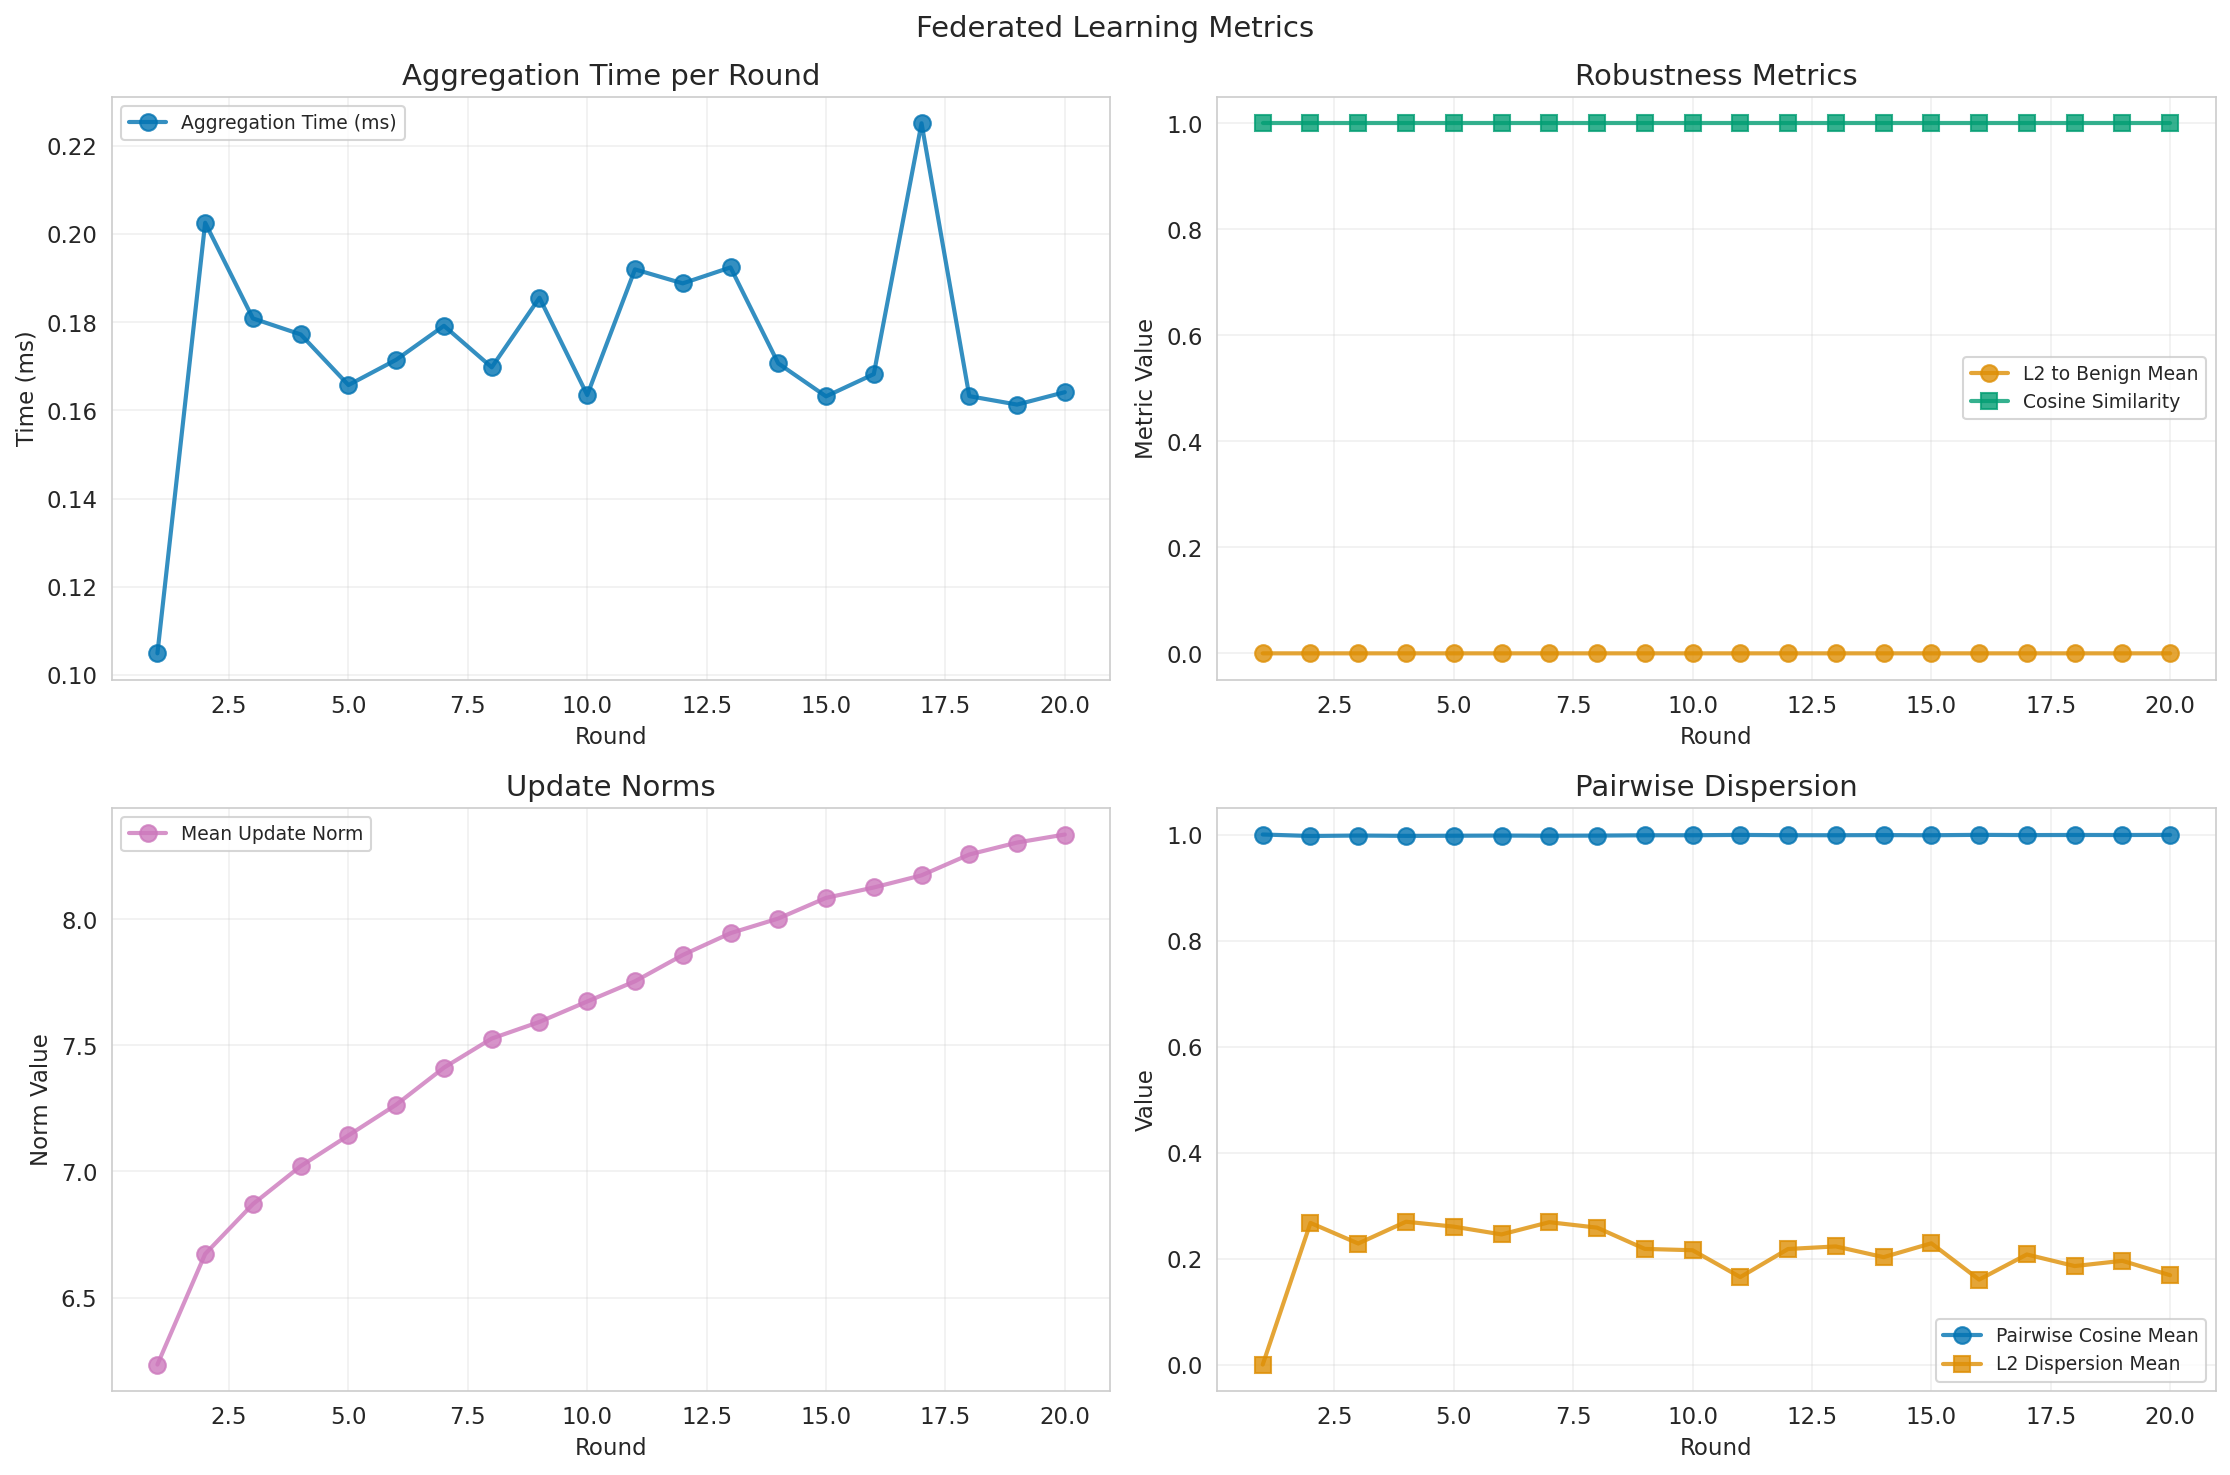 Federated Learning Metrics
Aggregation Time per Round
Aggregation Time (ms)
Time (ms)
0.22
0.20
0.18
0.16
0.14
0.12
0.10
2.5 5.0 7.5 10.0 12.5 15.0 17.5 20.0
Round
Robustness Metrics
Metric Value
1.0
0.8
0.6
0.4
0.2
0.0
L2 to Benign Mean
Cosine Similarity
2.5 5.0 7.5 10.0 12.5 15.0 17.5 20.0
Round
Update Norms
Mean Update Norm
Norm Value
8.0
7.5
7.0
6.5
2.5 5.0 7.5 10.0 12.5 15.0 17.5 20.0
Round
Pairwise Dispersion
Value
1.0
0.8
0.6
0.4
0.2
0.0
Pairwise Cosine Mean
L2 Dispersion Mean
2.5 5.0 7.5 10.0 12.5 15.0 17.5 20.0
Round